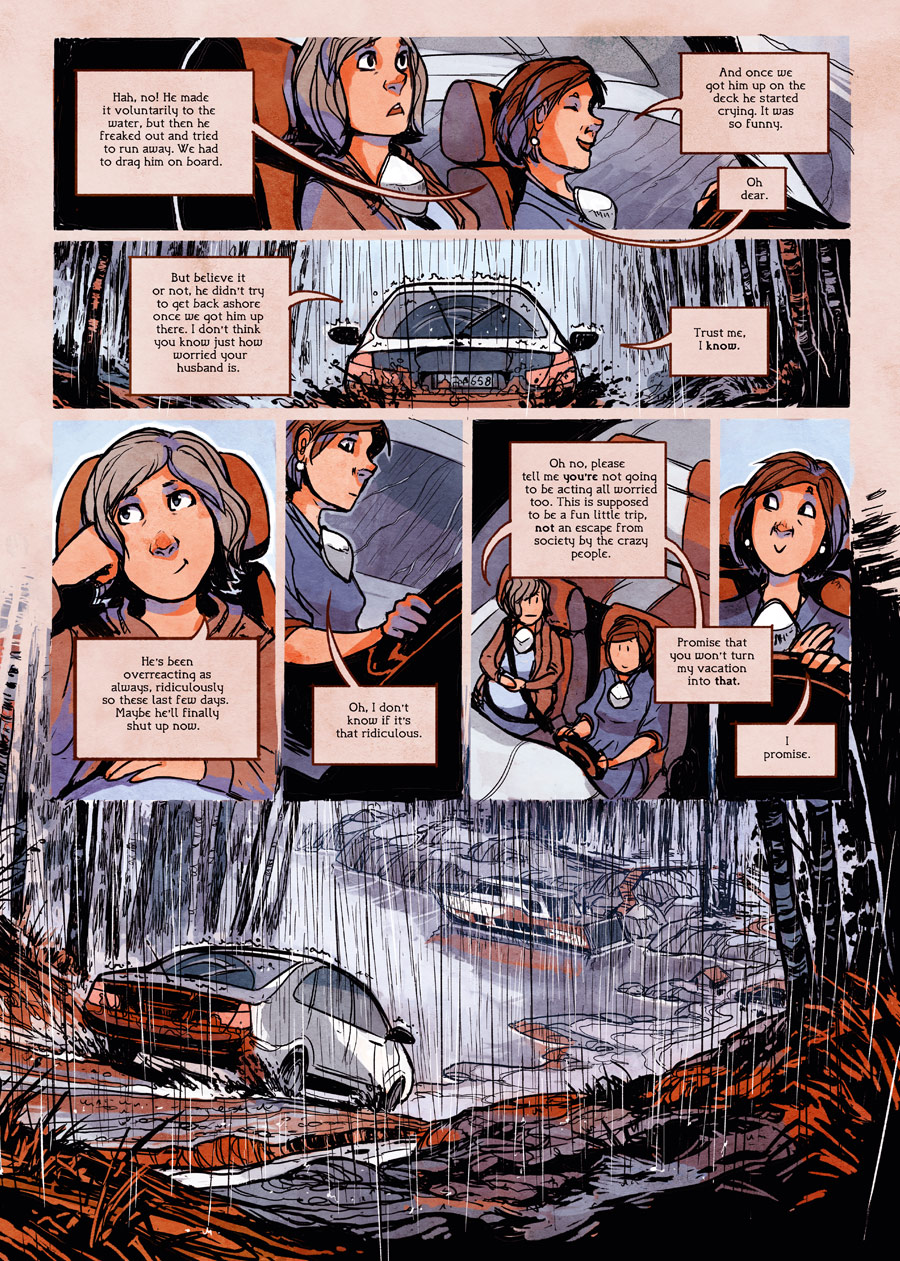 Hah, no! He made
it voluntarily to the
water, but then he
freaked out and tried
to run away. We had
to drag him on board.
And once we
got him up on the
deck he started
crying. It was
so funny.
Oh
dear.
But believe it
or not, he didn't try
to get back ashore
once we got him up
there. I don't think
you know just how
worried your
husband is.
Trust me,
I know.
658
He's been
overreacting as
always, ridiculously
so these last few days.
Maybe he'll finally
shut up now.
Oh, I don't
know if it's
that ridiculous.
Oh no, please
tell me you're not going
to be acting all worried
too. This is supposed
to be a fun little trip,
not an escape from
society by the crazy
people.
Promise that
you won't turn
my vacation
into that.
I
promise.